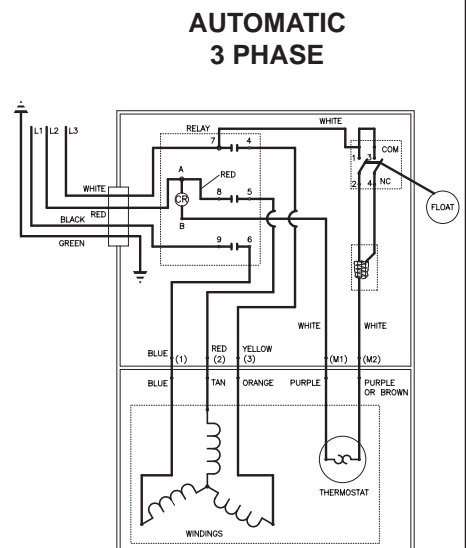 AUTOMATIC
3 PHASE
L1 L2 L3
WHITE
RELAY
7 4
WHITE
1 3 COM
A
RED
2 4 NC
CR
8 5
FLOAT
WHITE
RED
BLACK
B
9 6
GREEN
WHITE
WHITE
BLUE (1)
RED (2)
YELLOW (3)
(M1)
(M2)
BLUE
TAN
ORANGE
PURPLE
PURPLE
OR BROWN
THERMOSTAT
WINDINGS